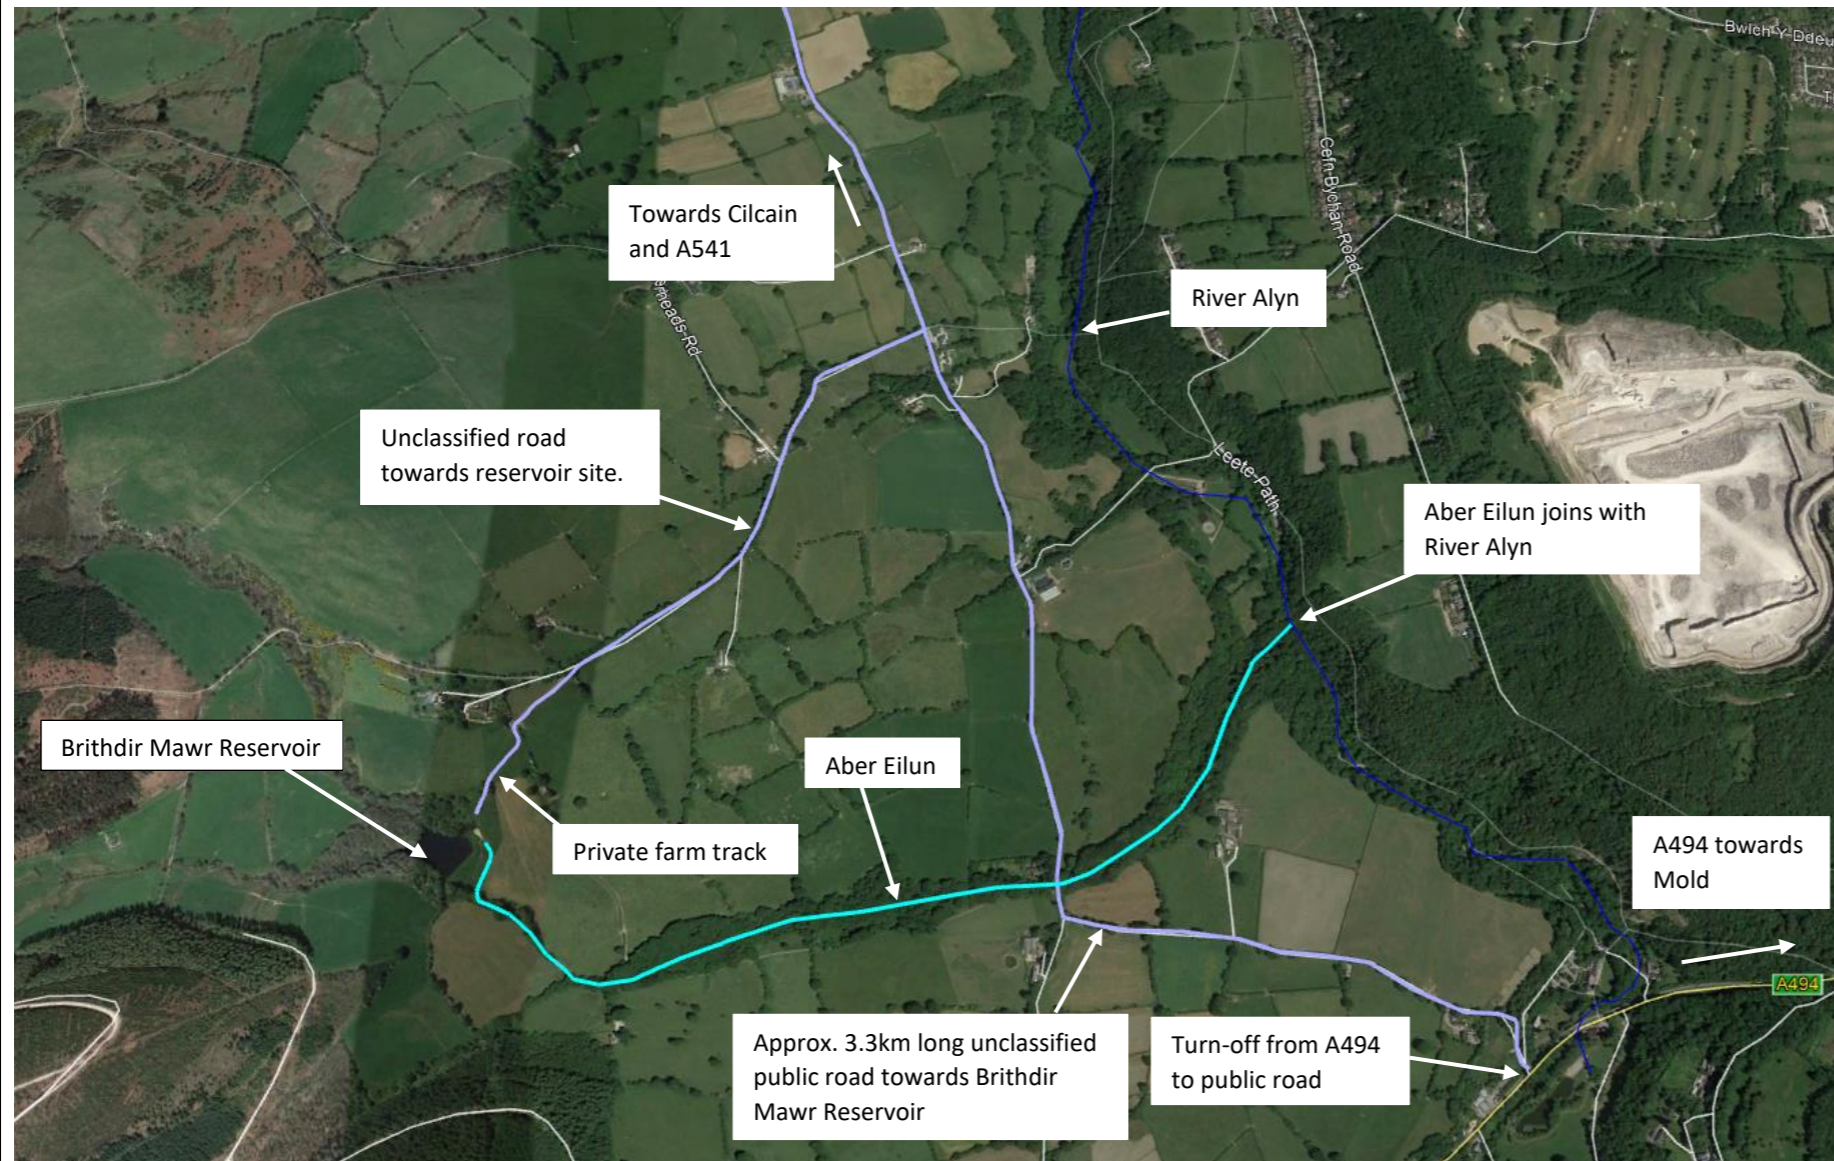 Bwlch-Y-Ddeu
Towards Cilcain
and A541
Cefn-Bychan-Road
River Alyn
Unclassified road
towards reservoir site.
Leete-Path
Aber Eilun joins with
River Alyn
Brithdir Mawr Reservoir
Aber Eilun
Private farm track
A494 towards
Mold
A494
Approx. 3.3km long unclassified
public road towards Brithdir
Mawr Reservoir
Turn-off from A494
to public road